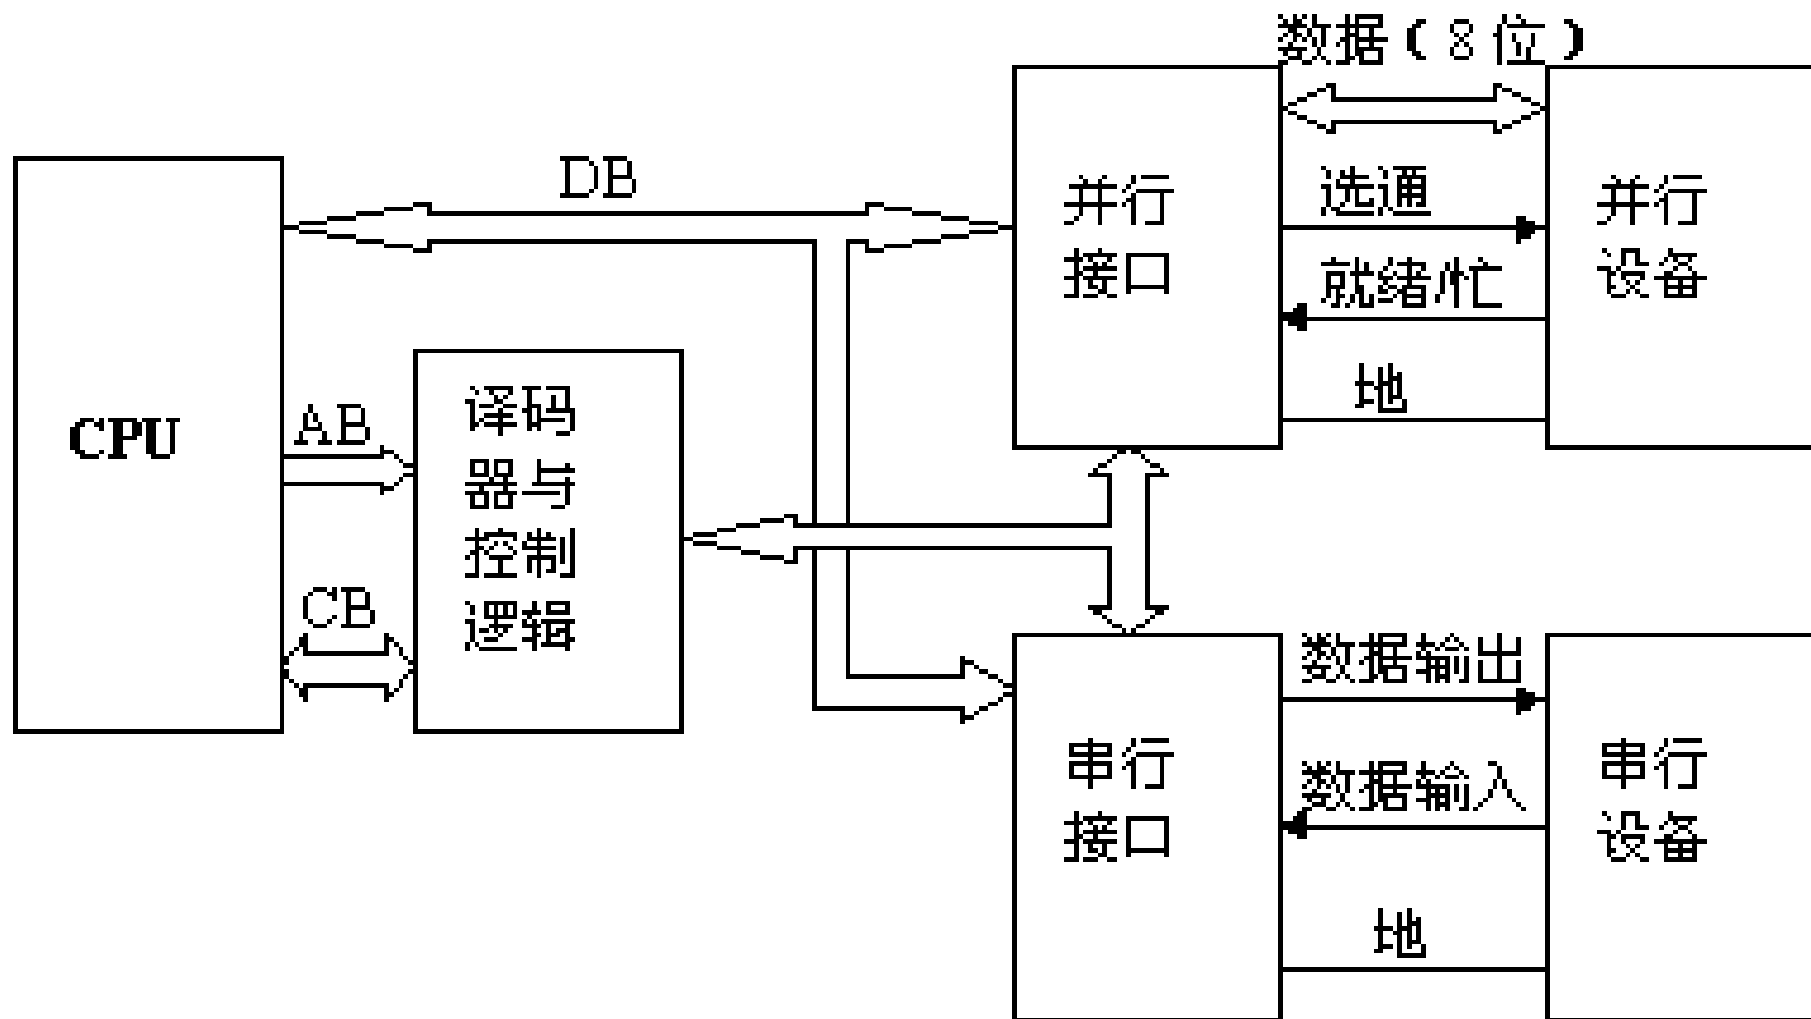 数据(8位)
DB
并行
接口
选通
就绪/忙
地
并行
设备
CPU
AB
CB
译码
器与
控制
逻辑
串行
接口
数据输出
数据输入
地
串行
设备